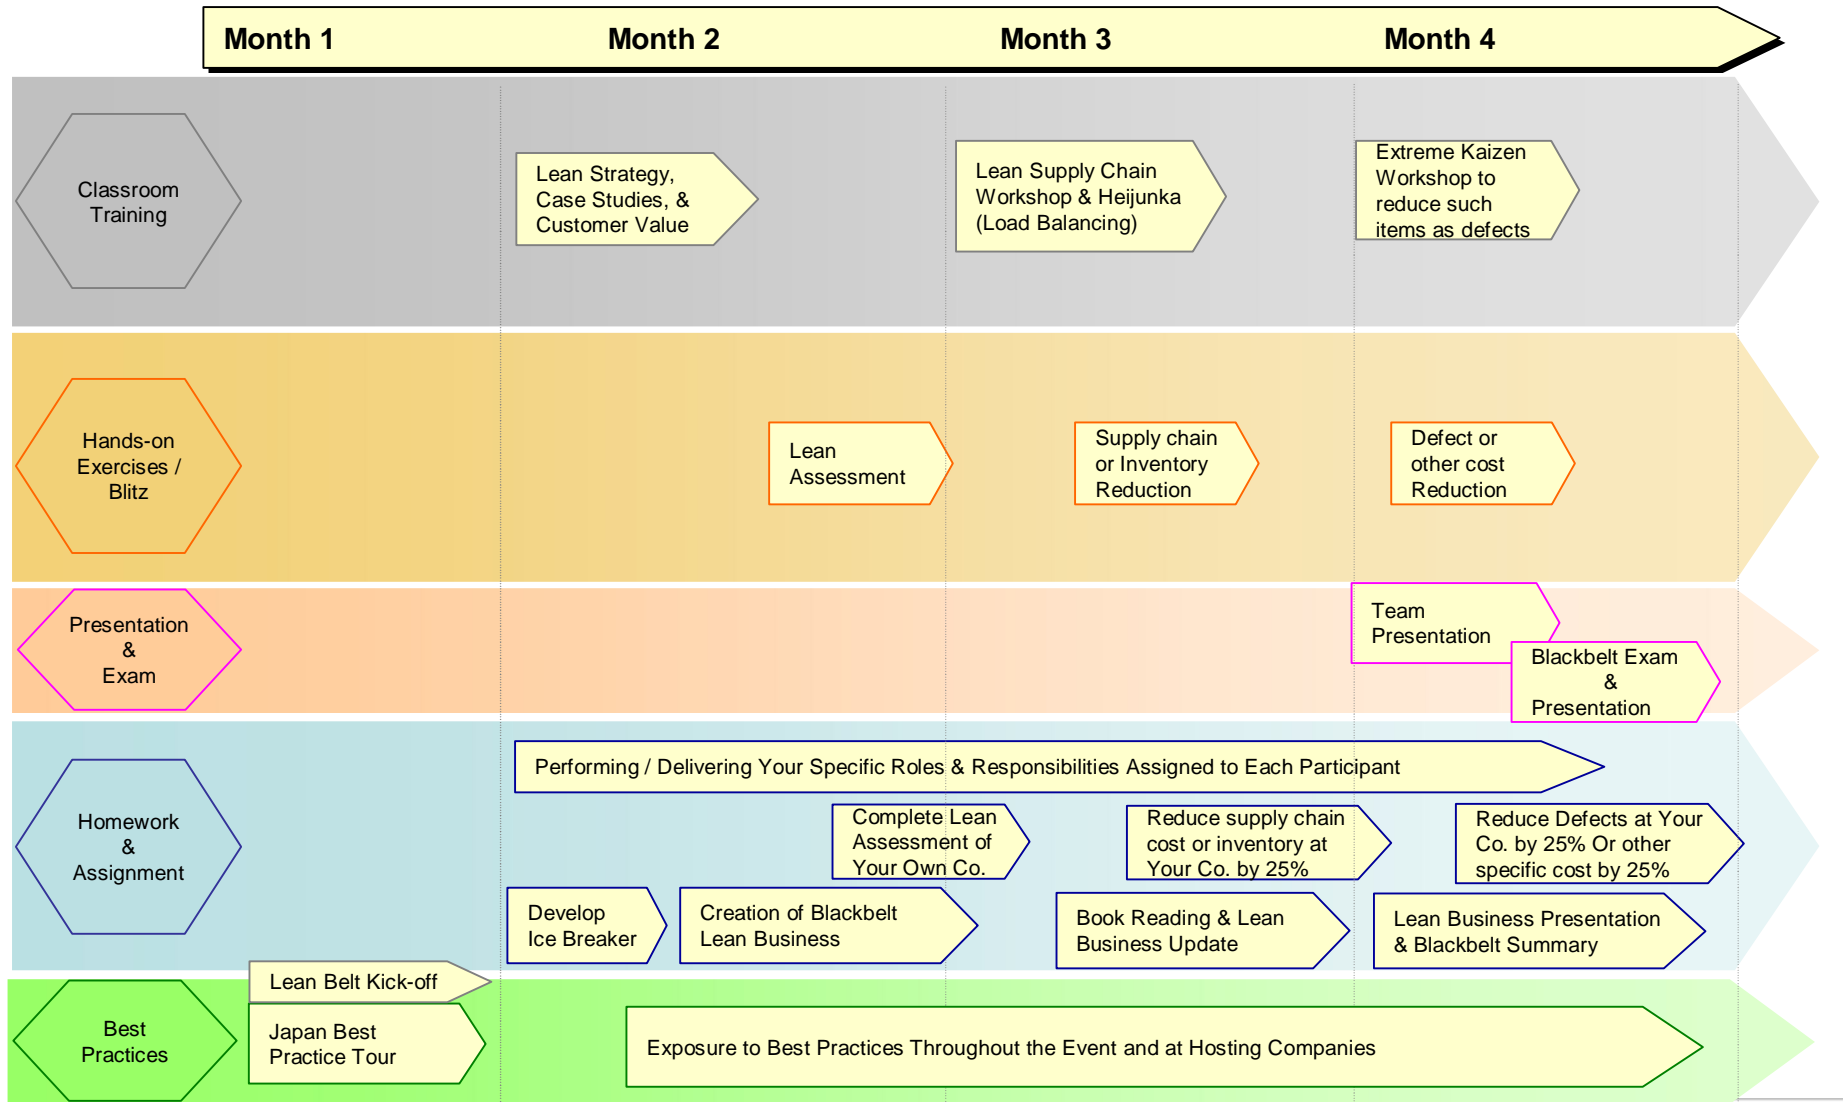 Month 1
Month 2
Month 3
Month 4
Classroom
Training
Lean Strategy,
Case Studies, &
Customer Value
Lean Supply Chain
Workshop & Heijunka
(Load Balancing)
Extreme Kaizen
Workshop to
reduce such
items as defects
Hands-on
Exercises /
Blitz
Lean
Assessment
Supply chain
or Inventory
Reduction
Defect or
other cost
Reduction
Presentation
&
Exam
Team
Presentation
Blackbelt Exam
&
Presentation
Homework
&
Assignment
Performing / Delivering Your Specific Roles & Responsibilities Assigned to Each Participant
Complete Lean
Assessment of
Your Own Co.
Reduce supply chain
cost or inventory at
Your Co. by 25%
Reduce Defects at Your
Co. by 25% Or other
specific cost by 25%
Develop
Ice Breaker
Creation of Blackbelt
Lean Business
Book Reading & Lean
Business Update
Lean Business Presentation
& Blackbelt Summary
Best
Practices
Lean Belt Kick-off
Japan Best
Practice Tour
Exposure to Best Practices Throughout the Event and at Hosting Companies